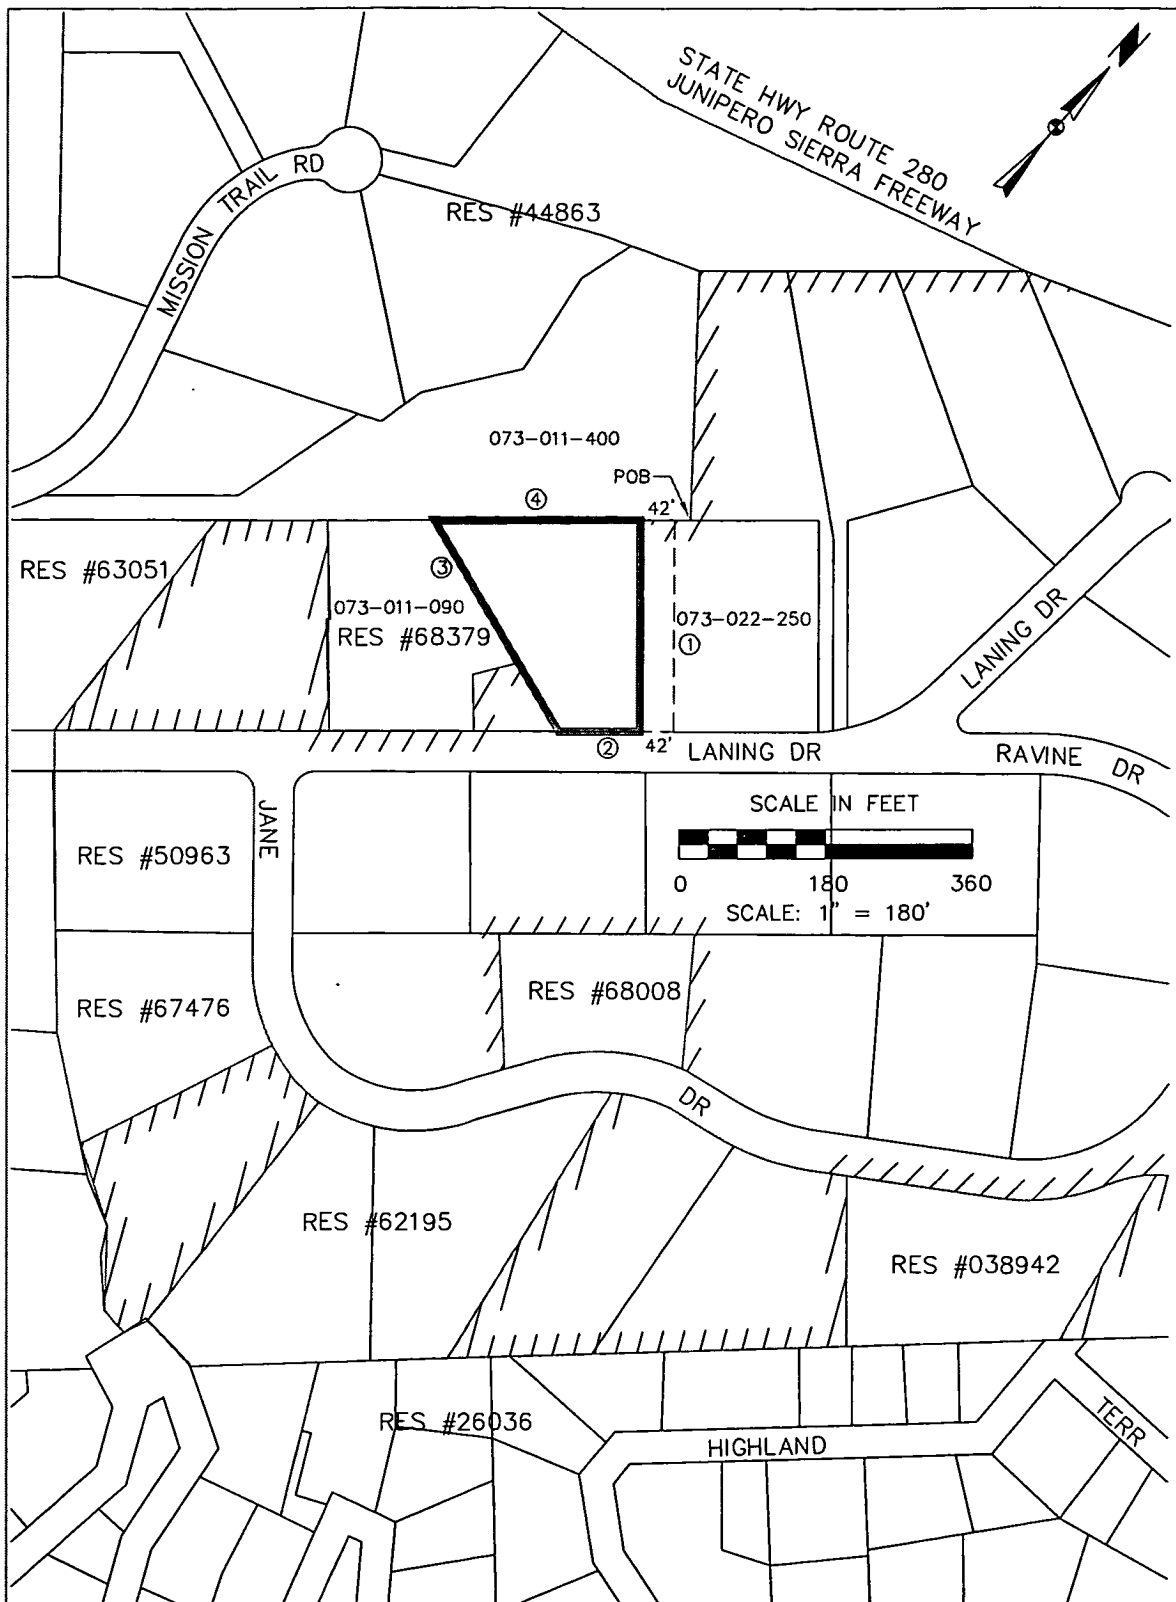 STATE HWY ROUTE 280
JUNIPERO SIERRA FREEWAY
MISSION TRAIL RD
RES #44863
073-011-400
POB
42'
④
RES #63051
③
073-011-090
RES #68379
073-022-250
①
LANING DR
②
42'
LANING DR
RAVINE DR
JANE
SCALE IN FEET
0 180 360
SCALE: 1" = 180'
RES #50963
RES #67476
RES #68008
DR
RES #62195
RES #038942
RES #26036
HIGHLAND
TERR